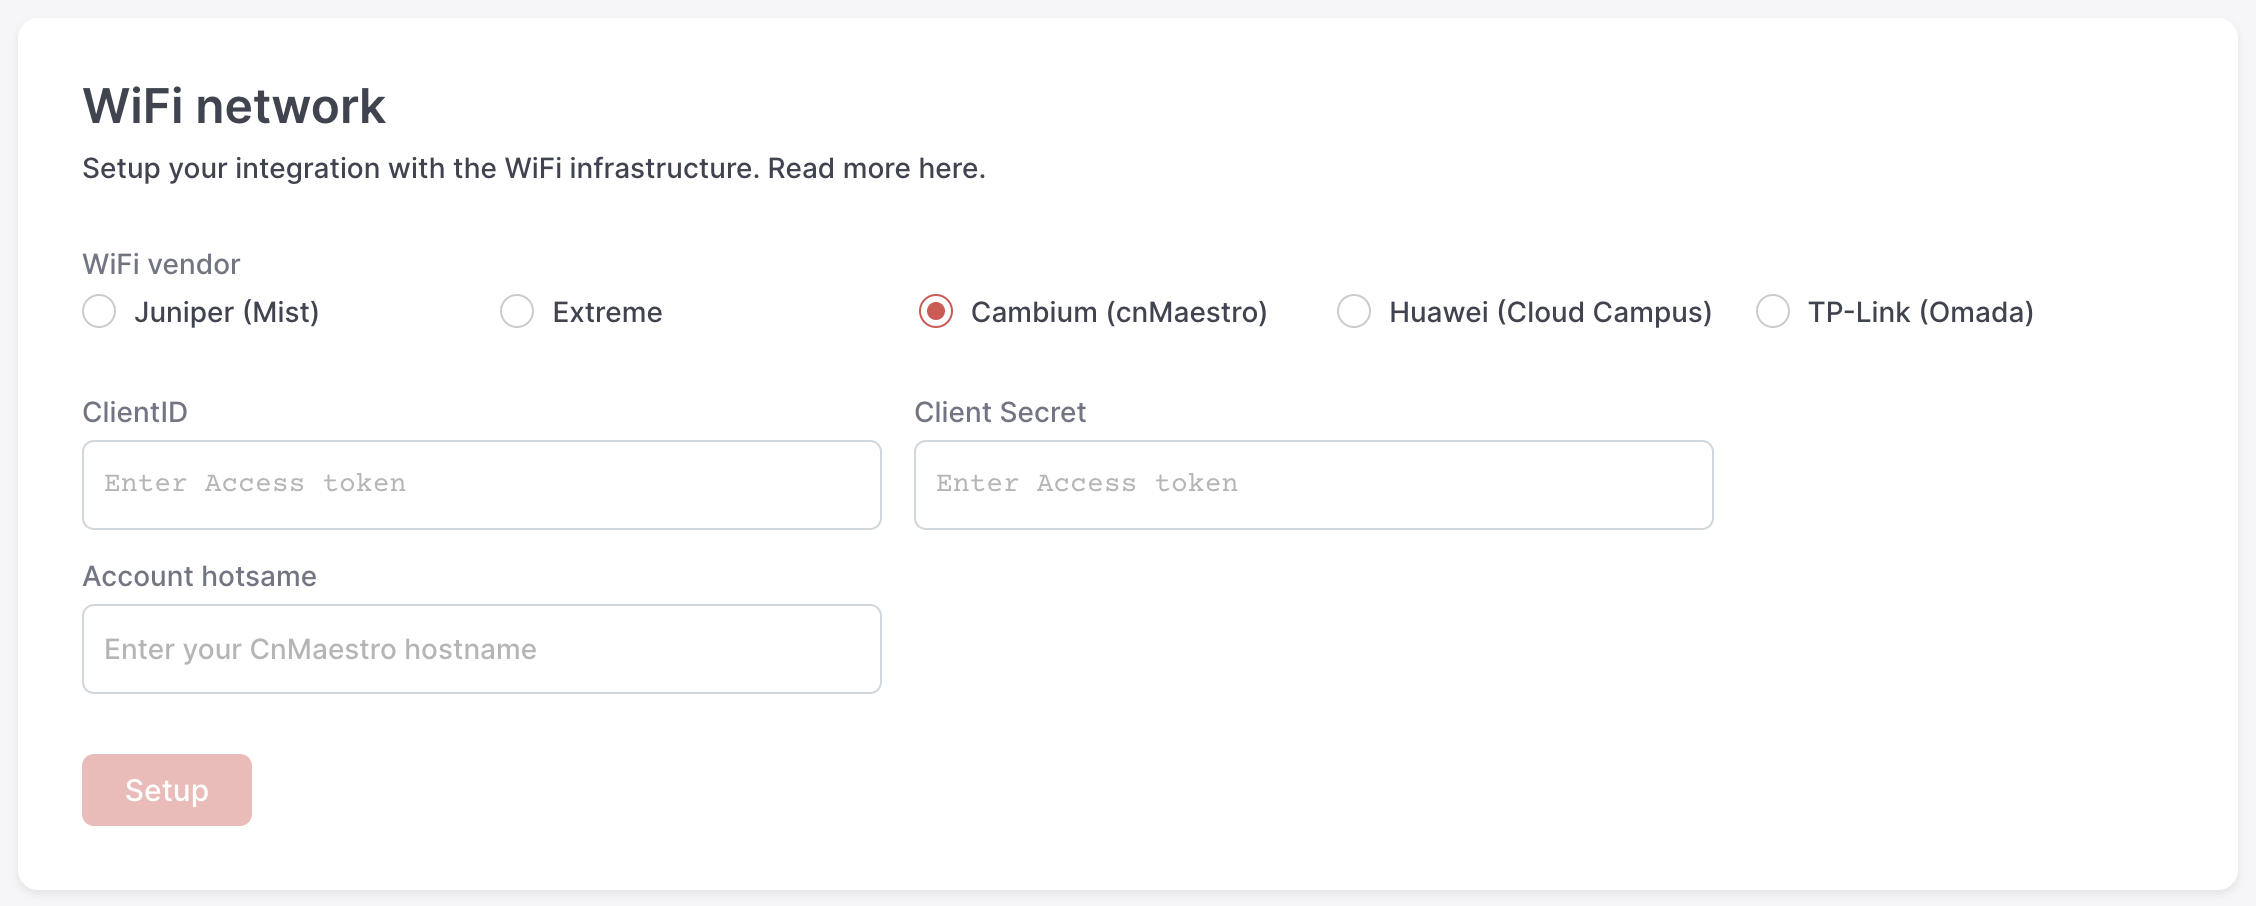 WiFi network
Setup your integration with the WiFi infrastructure. Read more here.
WiFi vendor
Juniper (Mist) Extreme Cambium (cnMaestro) Huawei (Cloud Campus) TP-Link (Omada)
ClientID Client Secret
Enter Access token Enter Access token
Account hotsame
Enter your CnMaestro hostname
Setup